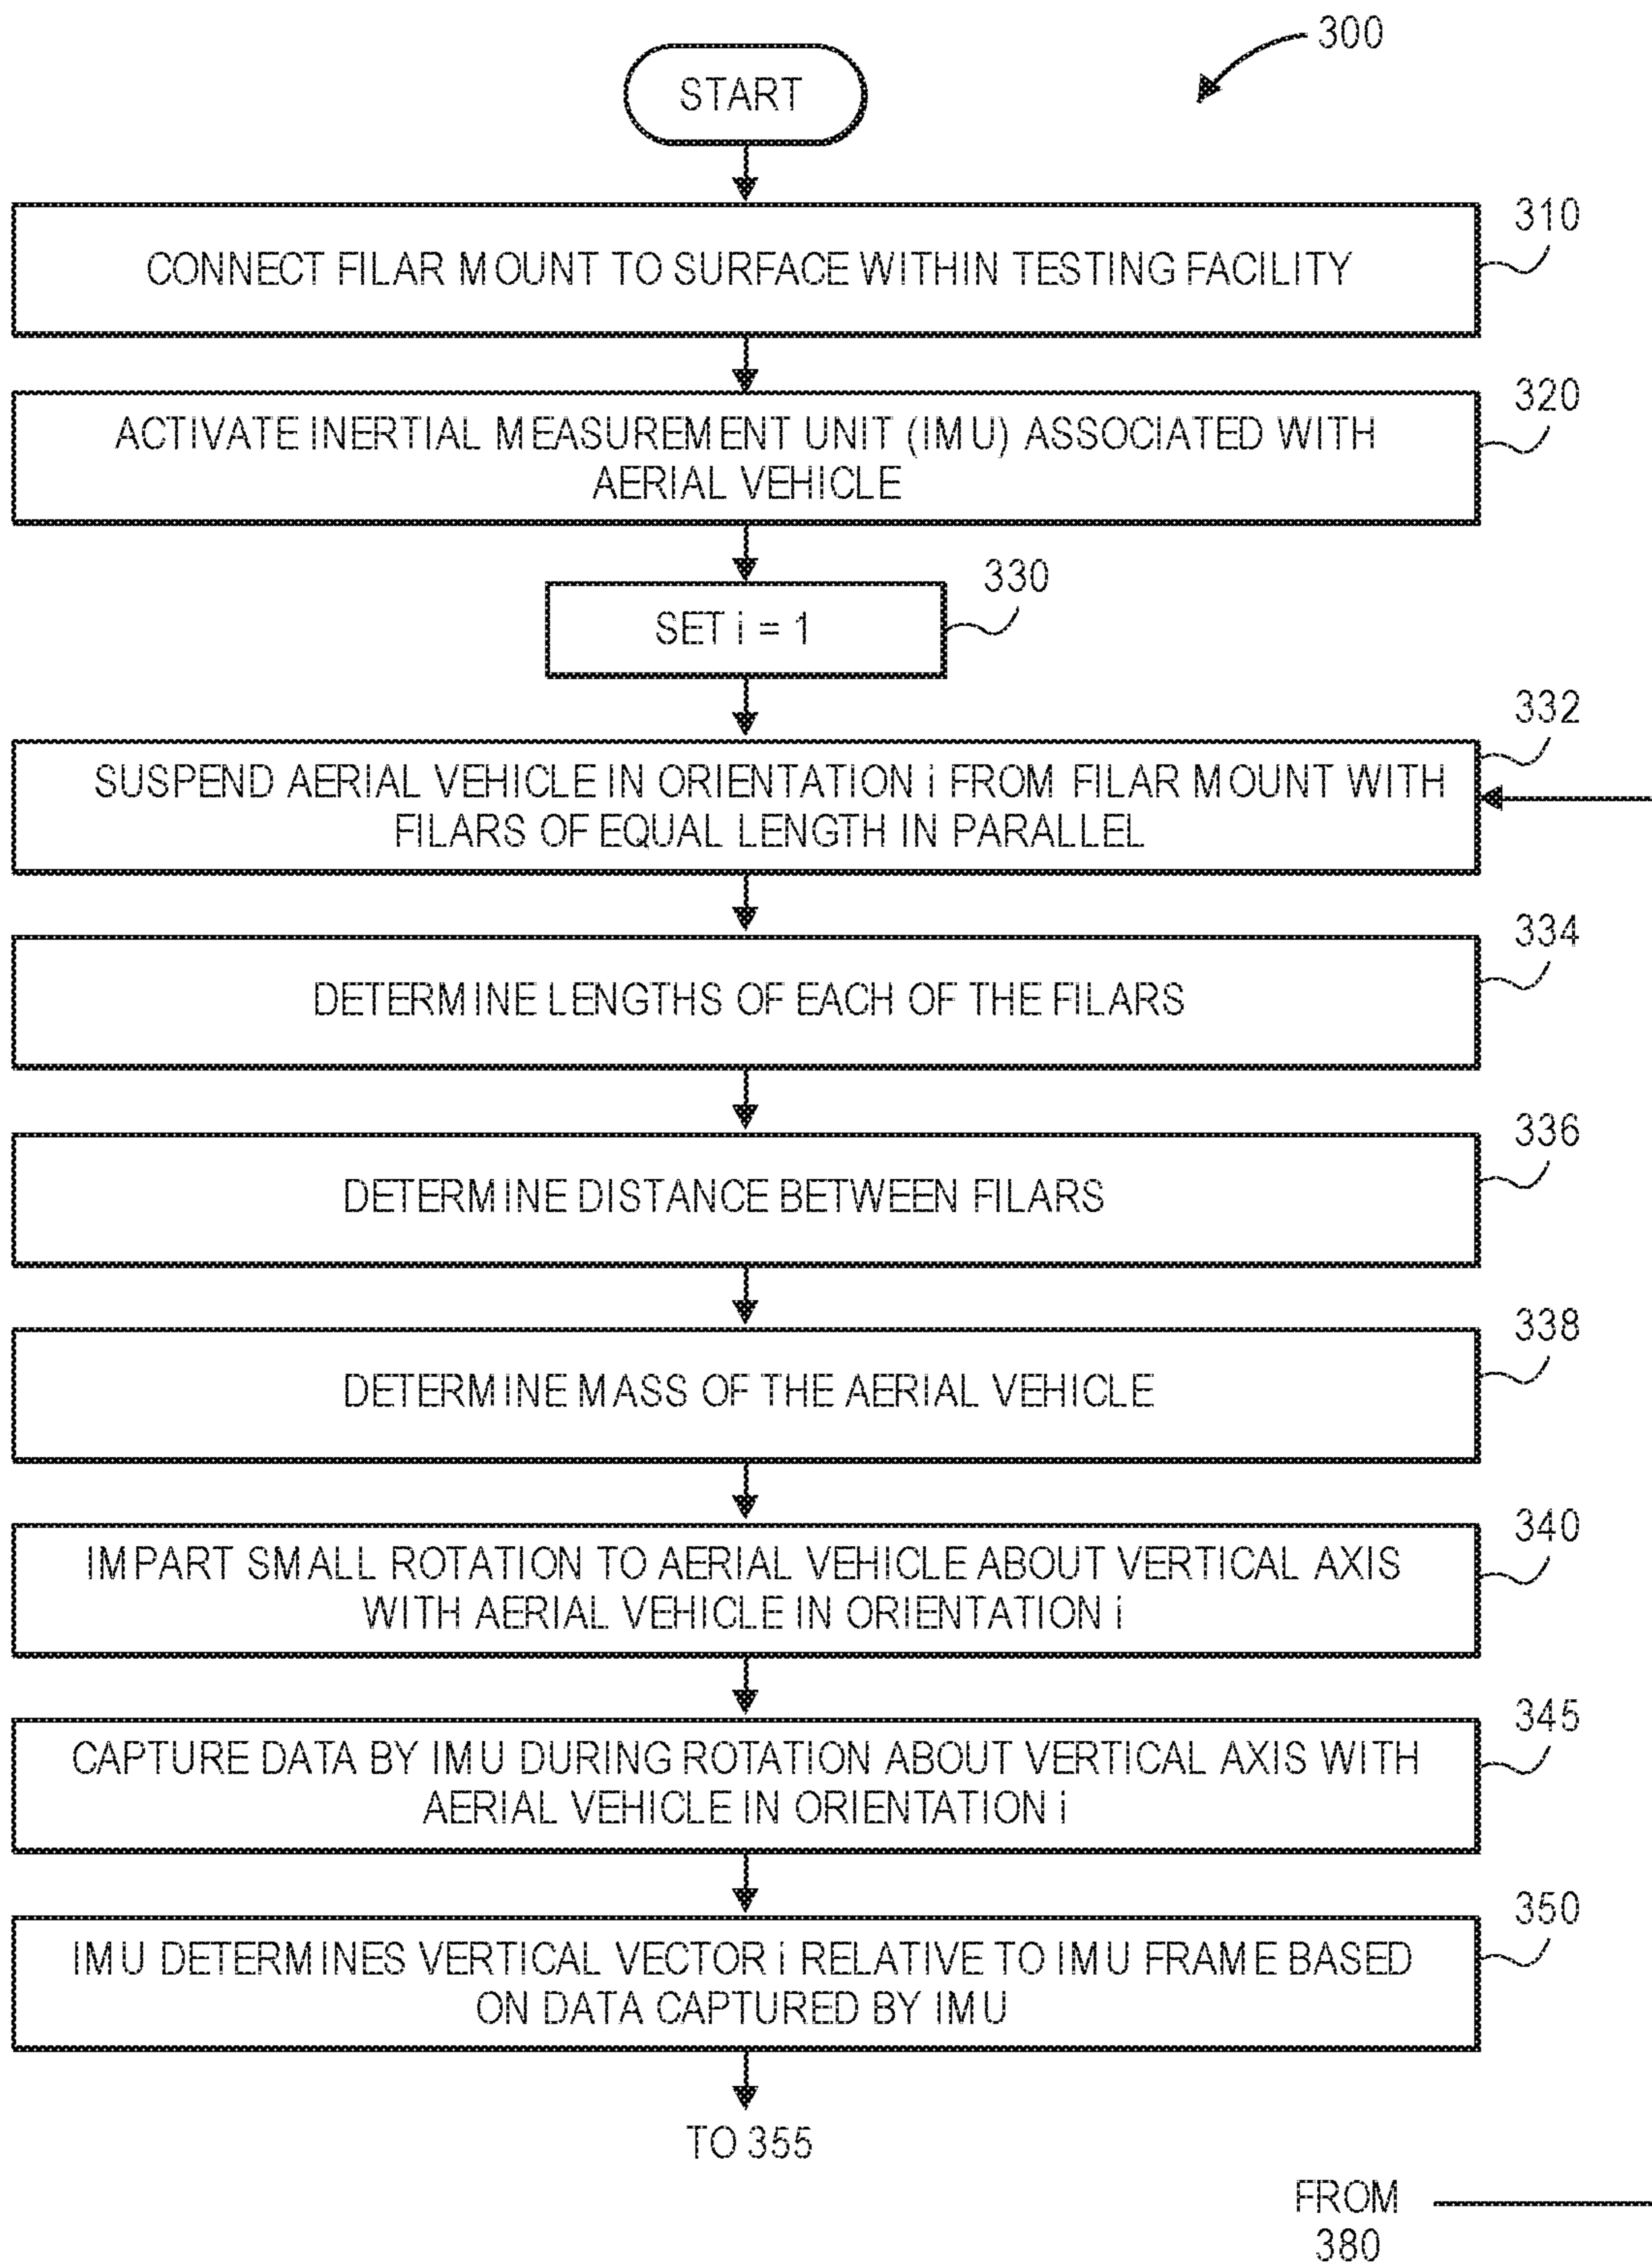 300
START
310
CONNECT FILAR MOUNT TO SURFACE WITHIN TESTING FACILITY
320
ACTIVATE INERTIAL MEASUREMENT UNIT (IMU) ASSOCIATED WITH
AERIAL VEHICLE
330
SET i = 1
332
SUSPEND AERIAL VEHICLE IN ORIENTATION i FROM FILAR MOUNT WITH
FILARS OF EQUAL LENGTH IN PARALLEL
334
DETERMINE LENGTHS OF EACH OF THE FILARS
336
DETERMINE DISTANCE BETWEEN FILARS
338
DETERMINE MASS OF THE AERIAL VEHICLE
340
IMPART SMALL ROTATION TO AERIAL VEHICLE ABOUT VERTICAL AXIS
WITH AERIAL VEHICLE IN ORIENTATION i
345
CAPTURE DATA BY IMU DURING ROTATION ABOUT VERTICAL AXIS WITH
AERIAL VEHICLE IN ORIENTATION i
350
IMU DETERMINES VERTICAL VECTOR i RELATIVE TO IMU FRAME BASED
ON DATA CAPTURED BY IMU
TO 355
FROM
380